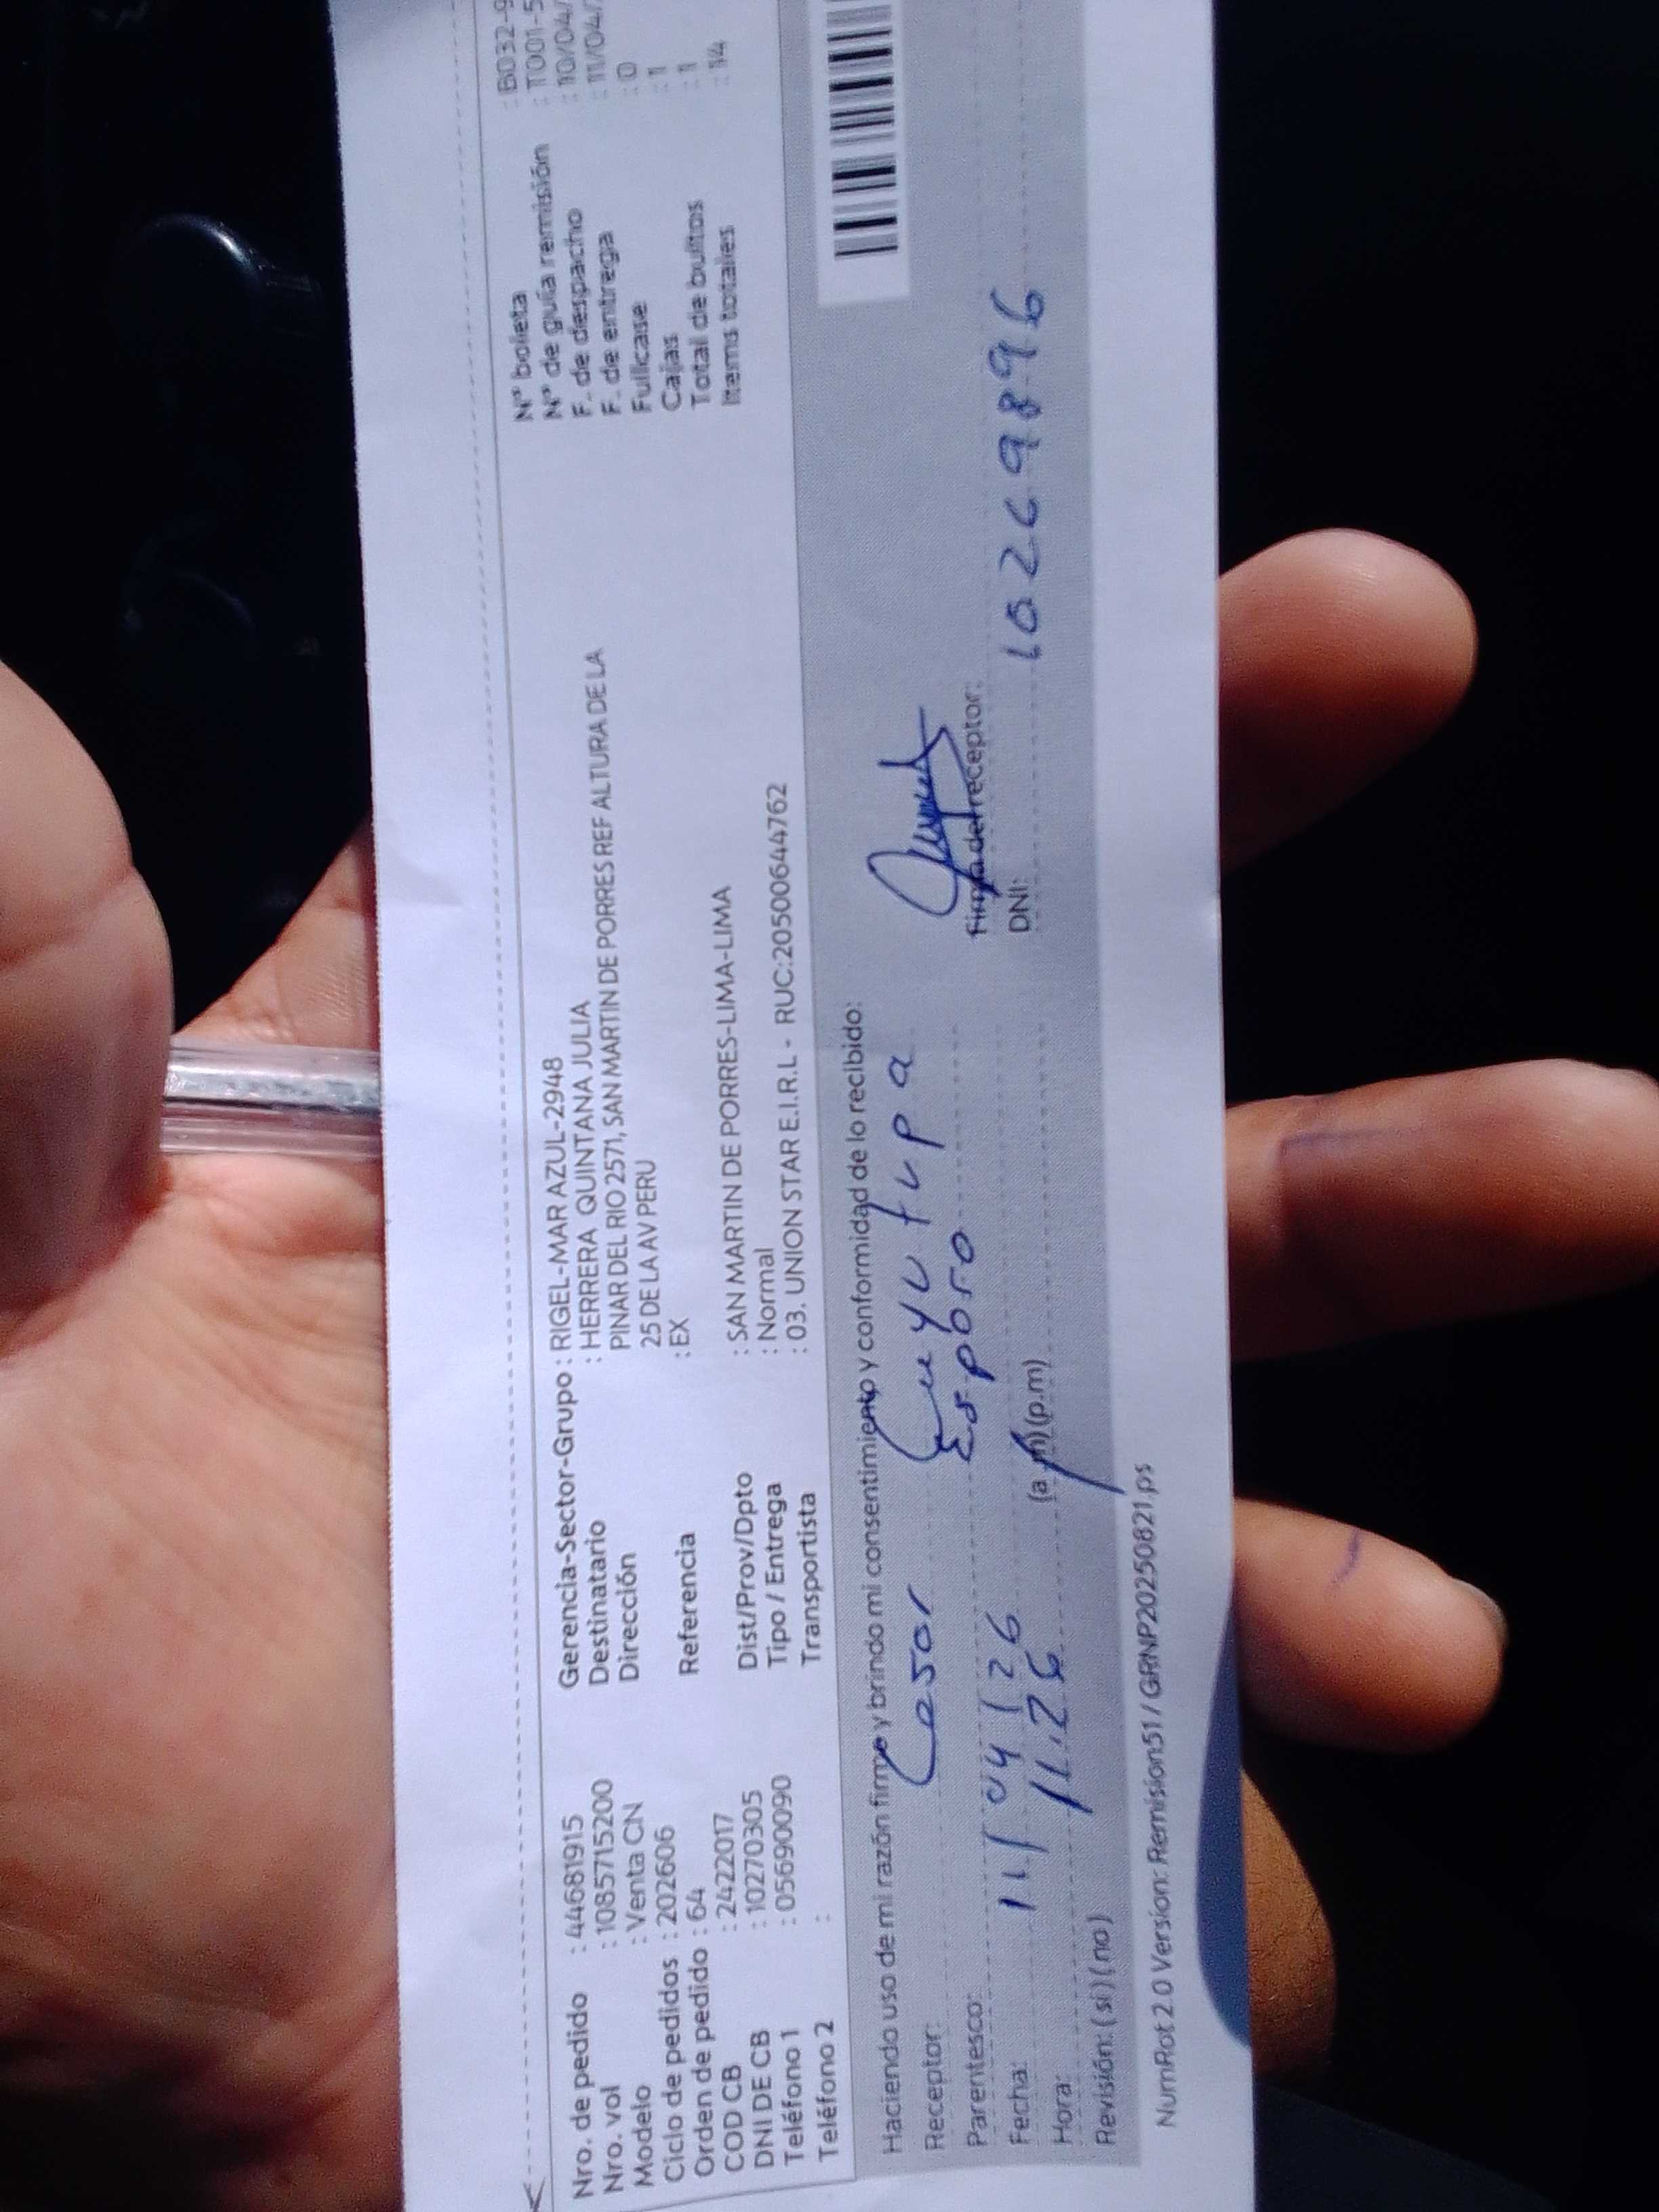 Nro. de pedido : 44681915
Nro. vol : 1085715200
Modelo : Venta CN
Ciclo de pedidos : 202606
Orden de pedido : 64
COD CB : 2422017
DNI DE CB : 10270305
Teléfono 1 : 05690090
Teléfono 2 :
Gerencia-Sector-Grupo : RIGEL-MAR AZUL-2948
Destinatario : HERRERA QUINTANA JULIA
Dirección PINAR DEL RIO 2571, SAN MARTIN DE PORRES REF ALTURA DE LA
25 DE LA AV PERU
Referencia : EX
Dist/Prov/Dpto : SAN MARTIN DE PORRES-LIMA-LIMA
Tipo / Entrega : Normal
Transportista : 03. UNION STAR E.I.R.L - RUC:20500644762
Nº boleta : B032-9
Nº de guía remisión : T001-5
F. de despacho : 10/04/
F. de entrega : 11/04/
Fullcase : 0
Cajas : 1
Total de bultos : 1
Items totales : 14
Haciendo uso de mi razón firmo y brindo mi consentimiento y conformidad de lo recibido:
Receptor: Cesar
Parentesco: Esposo
Fecha: 11/04/26
Hora: 11:26 (a.m)(p.m)
Revisión: (si) (no)
Firma del receptor:
DNI: 10269896
NumRot 2.0 Version: Remision51 / GRNP20250821.ps